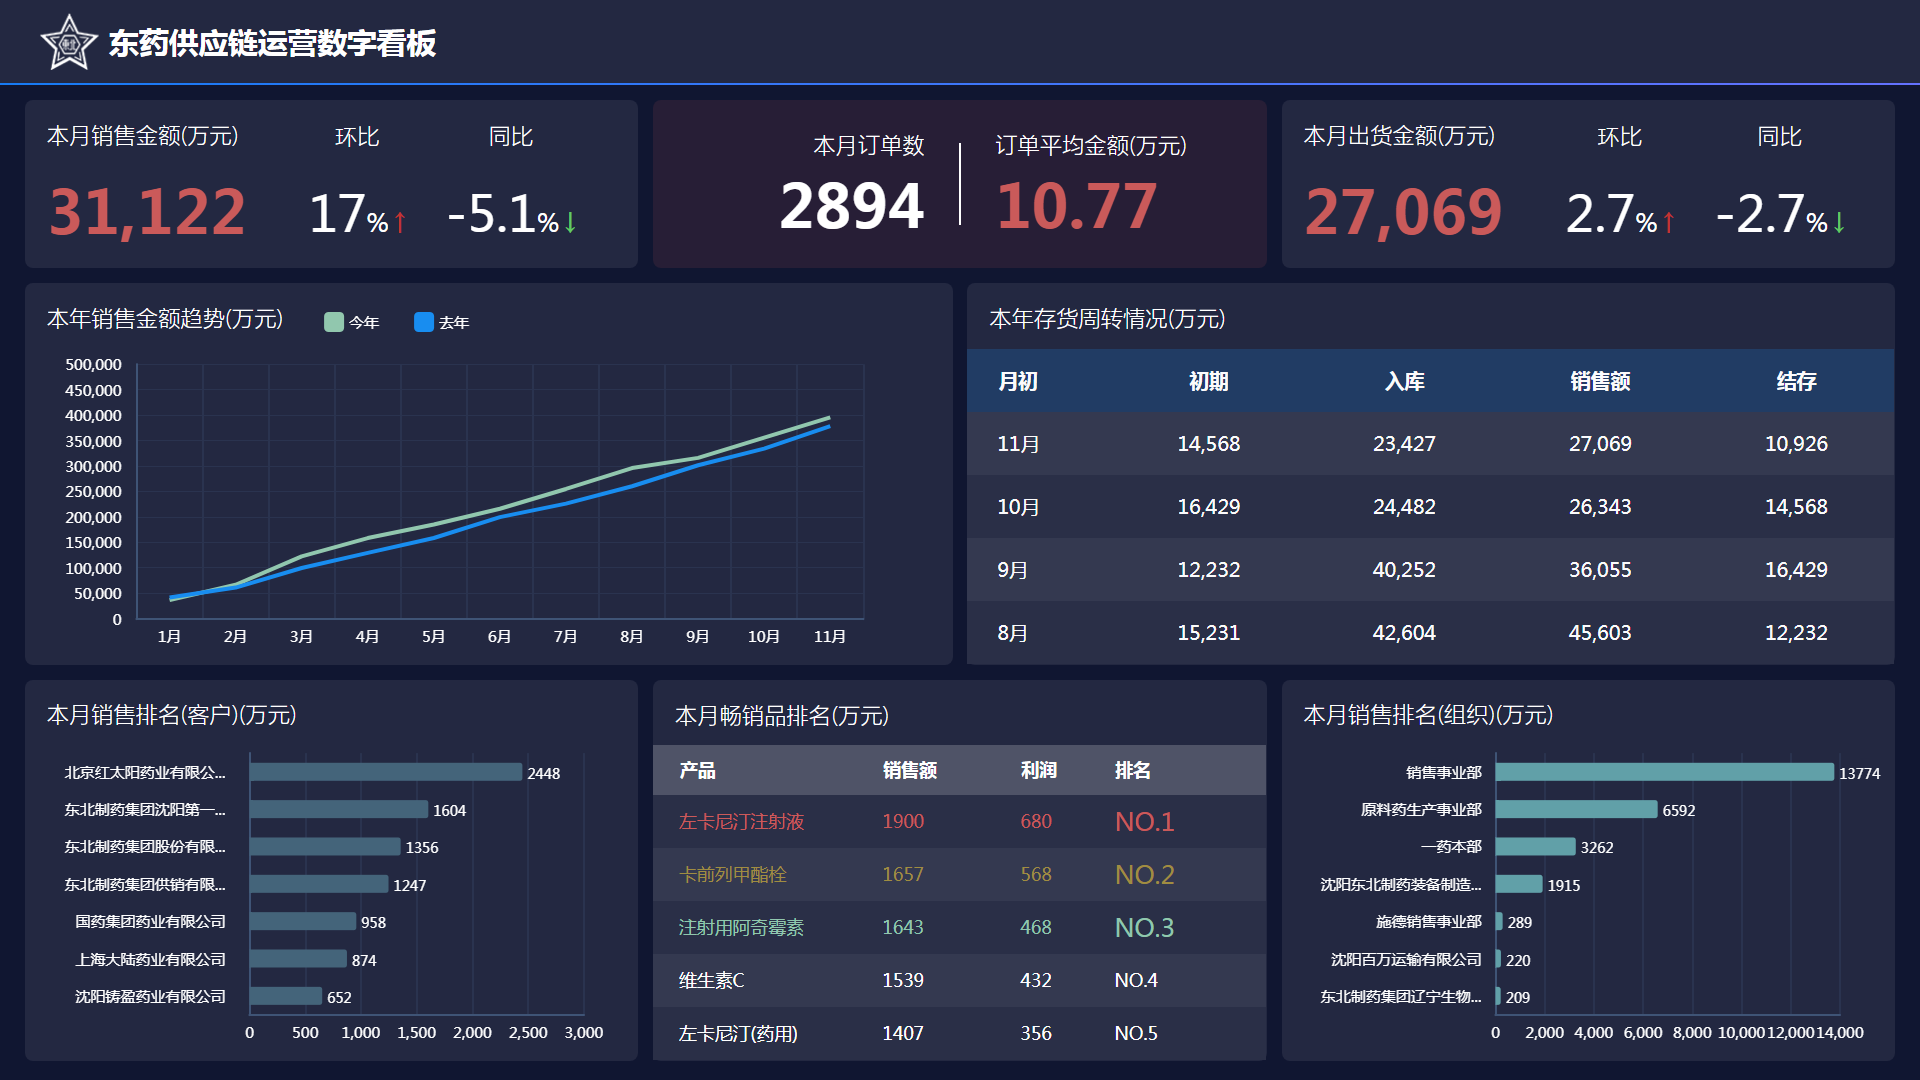 东药供应链运营数字看板
本月销售金额(万元) 环比 同比
31,122 17%↑ -5.1%↓
本月订单数 订单平均金额(万元)
2894 10.77
本月出货金额(万元) 环比 同比
27,069 2.7%↑ -2.7%↓
本年销售金额趋势(万元) 今年 去年
500,000
450,000
400,000
350,000
300,000
250,000
200,000
150,000
100,000
50,000
0
1月 2月 3月 4月 5月 6月 7月 8月 9月 10月 11月
本年存货周转情况(万元)
月初 初期 入库 销售额 结存
11月 14,568 23,427 27,069 10,926
10月 16,429 24,482 26,343 14,568
9月 12,232 40,252 36,055 16,429
8月 15,231 42,604 45,603 12,232
本月销售排名(客户)(万元)
北京红太阳药业有限公... 2448
东北制药集团沈阳第一... 1604
东北制药集团股份有限... 1356
东北制药集团供销有限... 1247
国药集团药业有限公司 958
上海大陆药业有限公司 874
沈阳铸盈药业有限公司 652
0 500 1,000 1,500 2,000 2,500 3,000
本月畅销品排名(万元)
产品 销售额 利润 排名
左卡尼汀注射液 1900 680 NO.1
卡前列甲酯栓 1657 568 NO.2
注射用阿奇霉素 1643 468 NO.3
维生素C 1539 432 NO.4
左卡尼汀(药用) 1407 356 NO.5
本月销售排名(组织)(万元)
销售事业部 13774
原料药生产事业部 6592
一药本部 3262
沈阳东北制药装备制造... 1915
施德销售事业部 289
沈阳百万运输有限公司 220
东北制药集团辽宁生物... 209
0 2,000 4,000 6,000 8,000 10,000 12,000 14,000